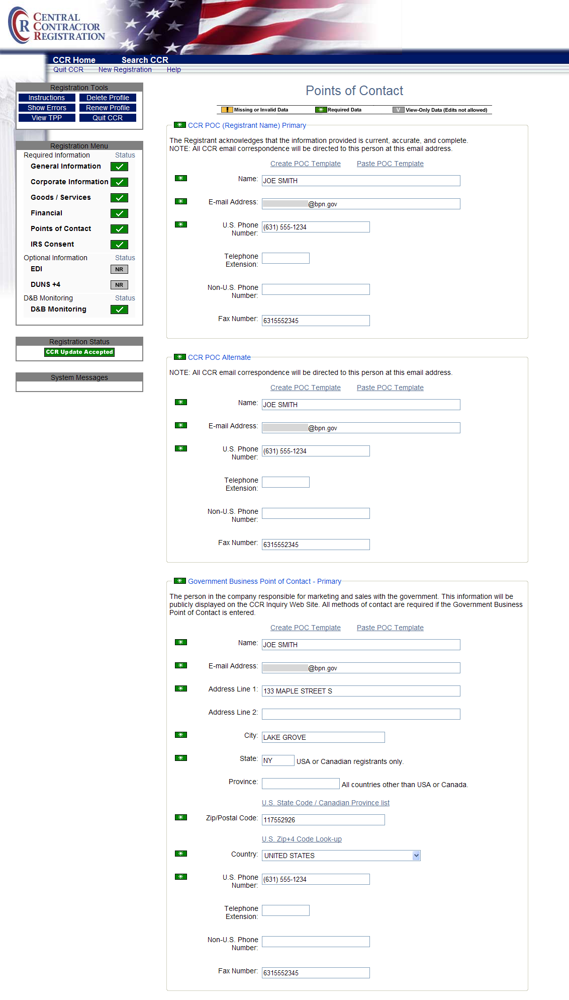 CENTRAL
CONTRACTOR
REGISTRATION
CR
CCR Home Search CCR
Quit CCR New Registration Help
Registration Tools
Instructions Delete Profile
Show Errors Renew Profile
View TPP Quit CCR
Registration Menu
Required Information Status
General Information
Corporate Information
Goods / Services
Financial
Points of Contact
IRS Consent
Optional Information Status
EDI NR
DUNS +4 NR
D&B Monitoring Status
D&B Monitoring
Registration Status
CCR Update Accepted
System Messages
Points of Contact
! Missing or Invalid Data * Required Data V View-Only Data (Edits not allowed)
* CCR POC (Registrant Name) Primary
The Registrant acknowledges that the information provided is current, accurate, and complete.
NOTE: All CCR email correspondence will be directed to this person at this email address.
Create POC Template Paste POC Template
* Name: JOE SMITH
* E-mail Address: @bpn.gov
* U.S. Phone (631) 555-1234
Number:
Telephone
Extension:
Non-U.S. Phone
Number:
Fax Number: 6315552345
* CCR POC Alternate
NOTE: All CCR email correspondence will be directed to this person at this email address.
Create POC Template Paste POC Template
* Name: JOE SMITH
* E-mail Address: @bpn.gov
* U.S. Phone (631) 555-1234
Number:
Telephone
Extension:
Non-U.S. Phone
Number:
Fax Number: 6315552345
* Government Business Point of Contact - Primary
The person in the company responsible for marketing and sales with the government. This information will be
publicly displayed on the CCR Inquiry Web Site. All methods of contact are required if the Government Business
Point of Contact is entered.
Create POC Template Paste POC Template
* Name: JOE SMITH
* E-mail Address: @bpn.gov
* Address Line 1: 133 MAPLE STREET S
Address Line 2:
* City: LAKE GROVE
* State: NY USA or Canadian registrants only.
Province: All countries other than USA or Canada.
U.S. State Code / Canadian Province list
* Zip/Postal Code: 117552926
U.S. Zip+4 Code Look-up
* Country: UNITED STATES
* U.S. Phone (631) 555-1234
Number:
Telephone
Extension:
Non-U.S. Phone
Number:
Fax Number: 6315552345